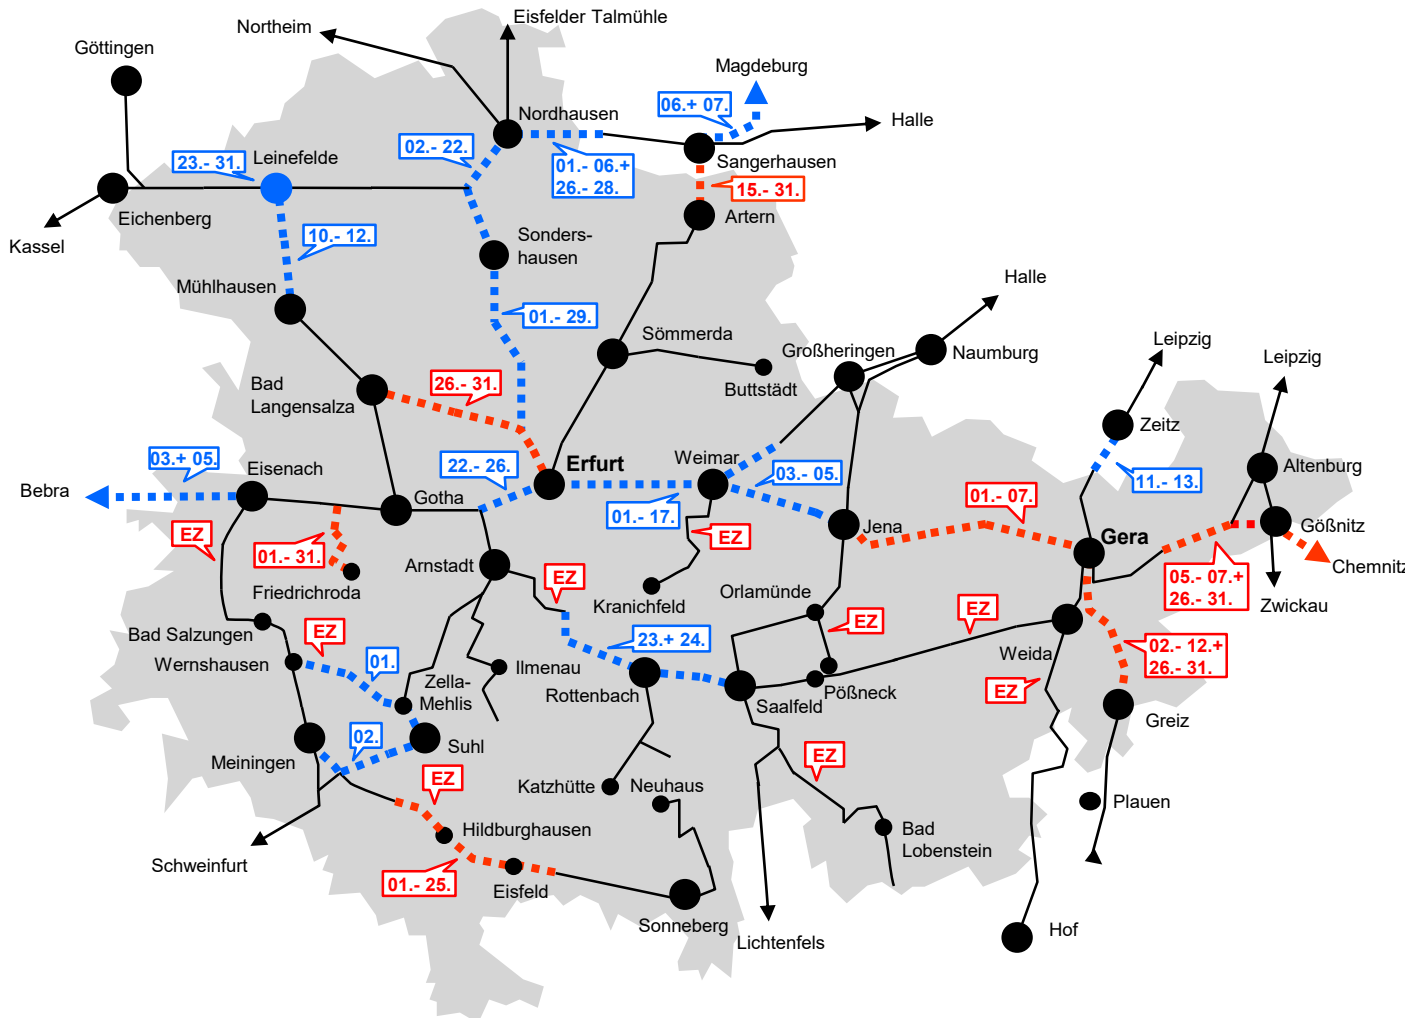 Eisfelder Talmühle
Northeim
Göttingen
Magdeburg
06.+ 07.
Nordhausen
Halle
02.- 22.
23.- 31.
Leinefelde
01.- 06.+
26.- 28.
Sangerhausen
15.- 31.
Eichenberg
Artern
Kassel
10.- 12.
Sonders-
hausen
Mühlhausen
Halle
01.- 29.
Sömmerda
Großheringen
Naumburg
Leipzig
Leipzig
Bad
Langensalza
26.- 31.
Buttstädt
Zeitz
03.+ 05.
Eisenach
22.- 26.
Erfurt
Weimar
03.- 05.
11.- 13.
Altenburg
Bebra
Gotha
01.- 17.
01.- 07.
Jena
Gera
Gößnitz
EZ
01.- 31.
EZ
Chemnitz
Friedrichroda
Arnstadt
EZ
Kranichfeld
Orlamünde
05.- 07.+
26.- 31.
Zwickau
Bad Salzungen
EZ
EZ
EZ
Wernshausen
01.
23.+ 24.
Weida
02.- 12.+
26.- 31.
Zella-
Mehlis
Ilmenau
Rottenbach
Saalfeld
Pößneck
EZ
Greiz
02.
Suhl
Meiningen
EZ
EZ
Katzhütte
Neuhaus
Plauen
Hildburghausen
Bad
Lobenstein
Schweinfurt
01.- 25.
Eisfeld
Sonneberg
Lichtenfels
Hof